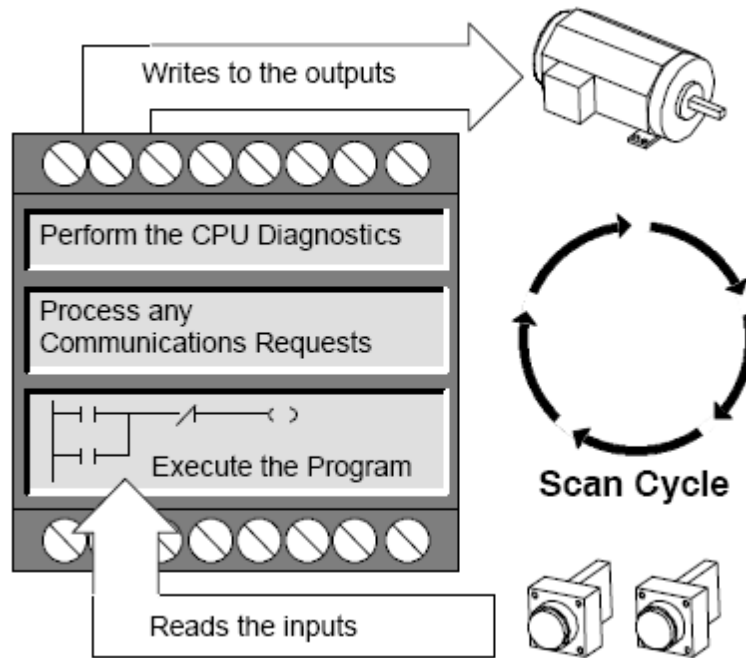 Writes to the outputs
Perform the CPU Diagnostics
Process any
Communications Requests
Execute the Program
Scan Cycle
Reads the inputs